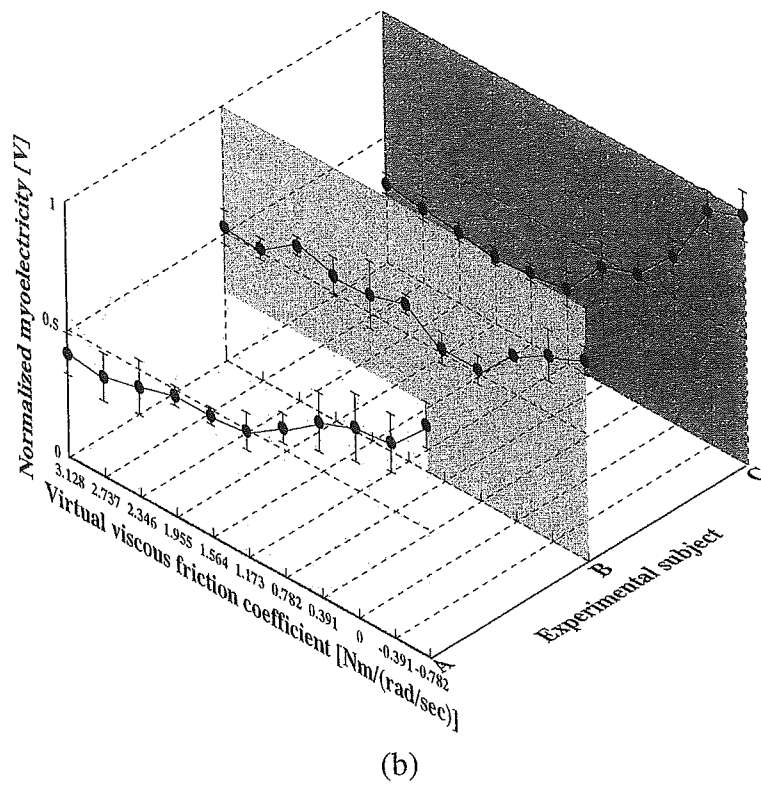 Normalized myoelectricity [V]
1
0.5
0
3.128
2.737
2.346
1.955
1.564
1.173
0.782
0.391
0
-0.391
-0.782
Virtual viscous friction coefficient [Nm/(rad/sec)]
A
B
C
Experimental subject
(b)